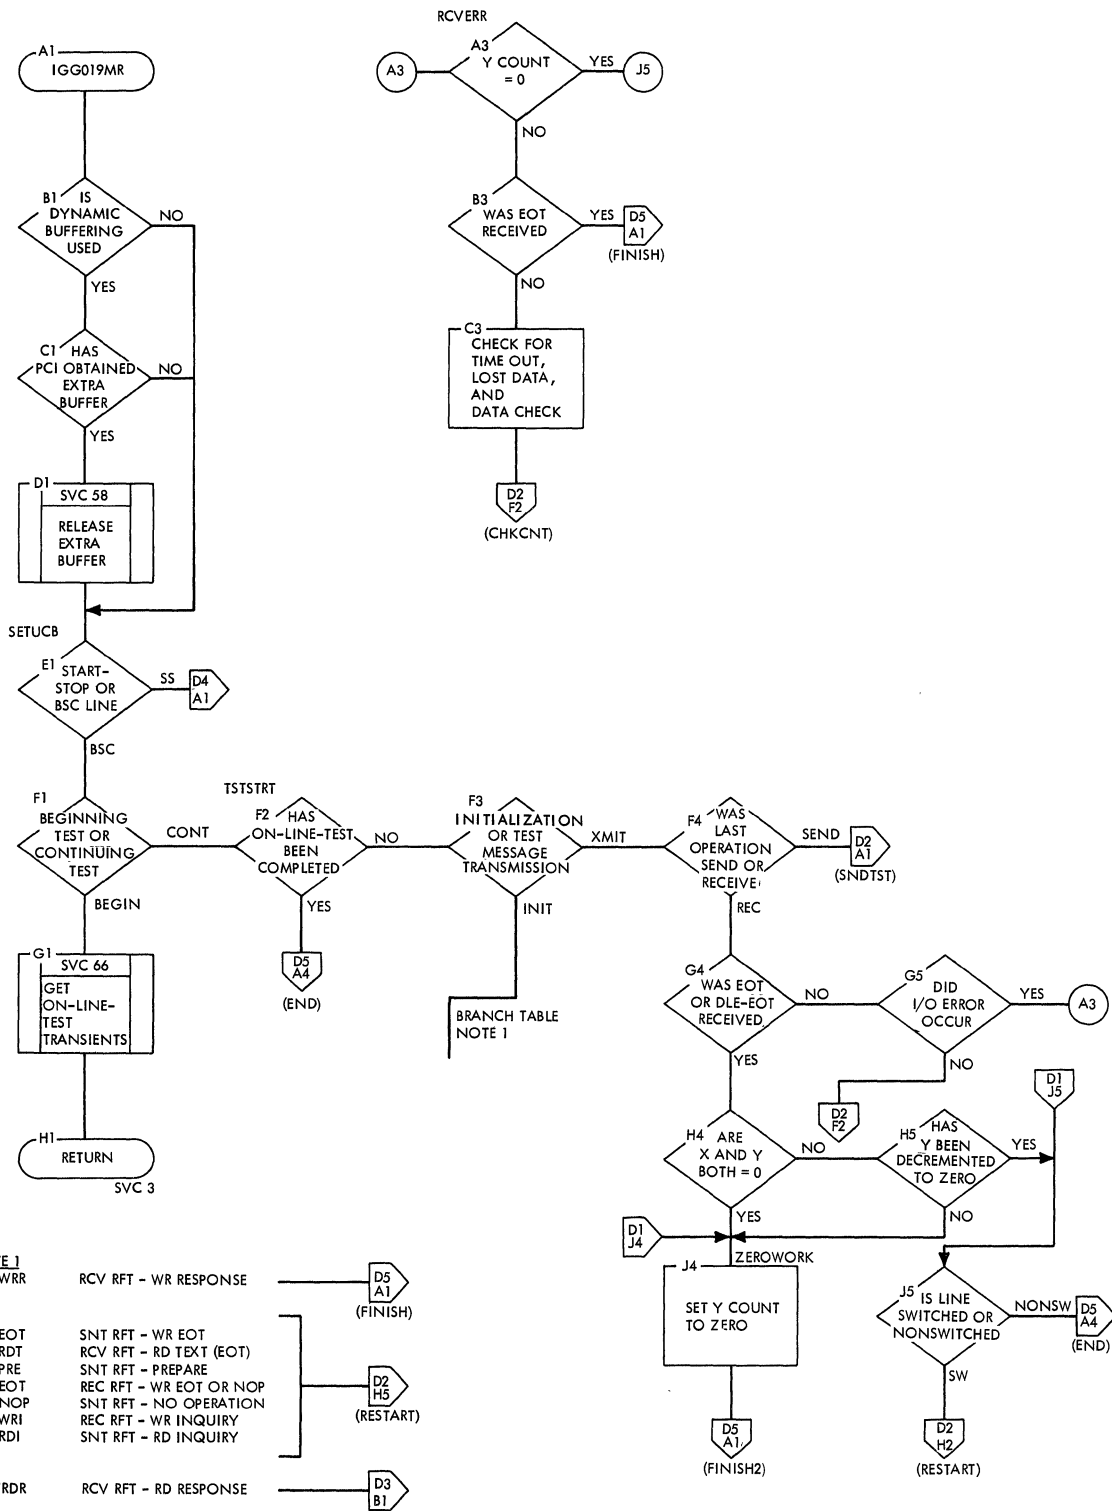 A1
IGG019MR
B1 IS
DYNAMIC
BUFFERING
USED
NO
YES
C1 HAS
PCI OBTAINED
EXTRA
BUFFER
NO
YES
D1
SVC 58
RELEASE
EXTRA
BUFFER
SETUCB
E1
START-
STOP OR
BSC LINE
SS
D4
A1
BSC
F1
BEGINNING
TEST OR
CONTINUING
TEST
CONT
BEGIN
G1
SVC 66
GET
ON-LINE-
TEST
TRANSIENTS
H1
RETURN
SVC 3
RCVERR
A3
A3
Y COUNT
= 0
YES
J5
NO
B3
WAS EOT
RECEIVED
YES
D5
A1
(FINISH)
NO
C3
CHECK FOR
TIME OUT,
LOST DATA,
AND
DATA CHECK
D2
F2
(CHKCNT)
TSTSTRT
F2 HAS
ON-LINE-TEST
BEEN
COMPLETED
NO
YES
D5
A4
(END)
F3
INITIALIZATION
OR TEST
MESSAGE
TRANSMISSION
XMIT
INIT
BRANCH TABLE
NOTE 1
F4 WAS
LAST
OPERATION
SEND OR
RECEIVE
SEND
D2
A1
(SNDTST)
REC
G4
WAS EOT
OR DLE-EOT
RECEIVED
NO
YES
G5
DID
I/O ERROR
OCCUR
YES
A3
NO
D2
F2
H4 ARE
X AND Y
BOTH = 0
NO
YES
H5 HAS
Y BEEN
DECREMENTED
TO ZERO
YES
NO
D1
J5
D1
J4
ZEROWORK
J4
SET Y COUNT
TO ZERO
D5
A1
(FINISH2)
J5
IS LINE
SWITCHED OR
NONSWITCHED
NONSW
D5
A4
(END)
SW
D2
H2
(RESTART)
E 1
WRR RCV RFT - WR RESPONSE
D5
A1
(FINISH)
EOT SNT RFT - WR EOT
RDT RCV RFT - RD TEXT (EOT)
PRE SNT RFT - PREPARE
EOT REC RFT - WR EOT OR NOP
NOP SNT RFT - NO OPERATION
WRI REC RFT - WR INQUIRY
RDI SNT RFT - RD INQUIRY
D2
H5
(RESTART)
RDR RCV RFT - RD RESPONSE
D3
B1